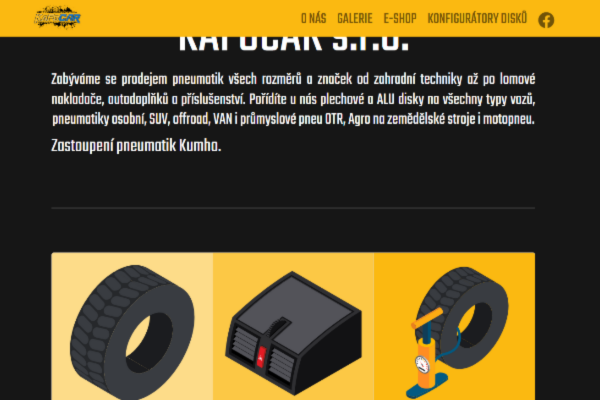 KAFOCAR
O NÁS GALERIE E-SHOP KONFIGURÁTORY DISKŮ
KAFOCAR s.r.o.
Zabýváme se prodejem pneumatik všech rozměrů a značek od zahradní techniky až po lomové
nakladače, autodoplňků a příslušenství. Pořídíte u nás plechové a ALU disky na všechny typy vozů,
pneumatiky osobní, SUV, offroad, VAN i průmyslové pneu OTR, Agro na zemědělské stroje i motopneu.
Zastoupení pneumatik Kumho.